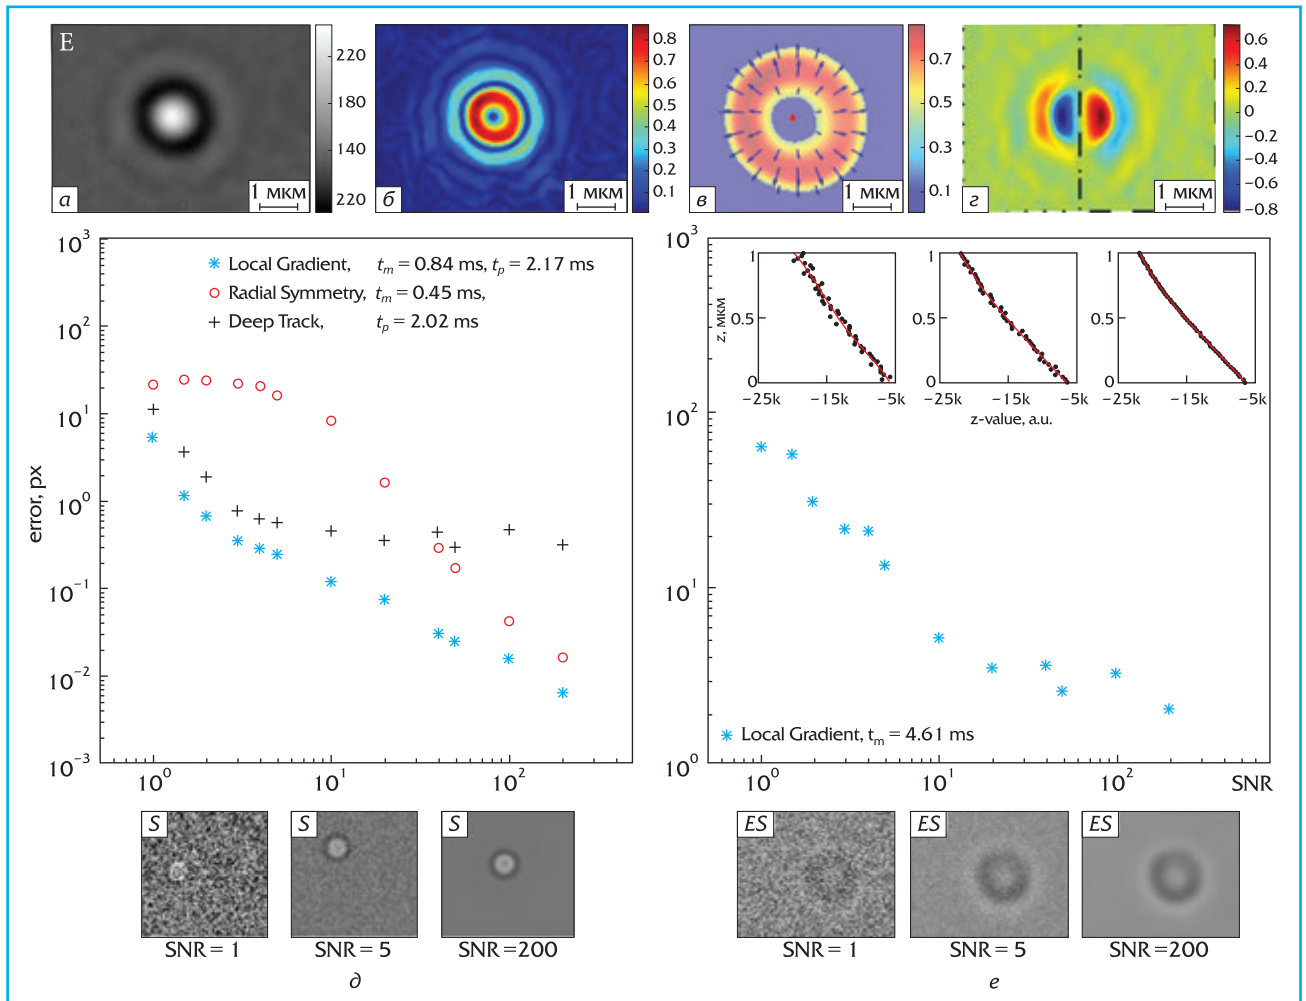 E
220
180
140
220
а
1 МКМ
0.8
0.7
0.6
0.5
0.4
0.3
0.2
0.1
б
1 МКМ
0.7
0.5
0.3
0.1
в
1 МКМ
0.6
0.4
0.2
0
−0.2
−0.4
−0.6
−0.8
г
1 МКМ
10³
10²
10¹
10⁰
10⁻¹
10⁻²
10⁻³
error, px
Local Gradient, tₘ = 0.84 ms, tₚ = 2.17 ms
Radial Symmetry, tₘ = 0.45 ms,
Deep Track, tₚ = 2.02 ms
10⁰ 10¹ 10²
S
SNR = 1
S
SNR = 5
S
SNR =200
д
10³
10²
10¹
10⁰
z, МКМ
1
0.5
0
−25k −15k −5k
1
0.5
0
−25k −15k −5k
1
0.5
0
−25k −15k −5k
z-value, a.u.
Local Gradient, tₘ = 4.61 ms
10⁰ 10¹ 10² SNR
ES
SNR = 1
ES
SNR = 5
ES
SNR = 200
е